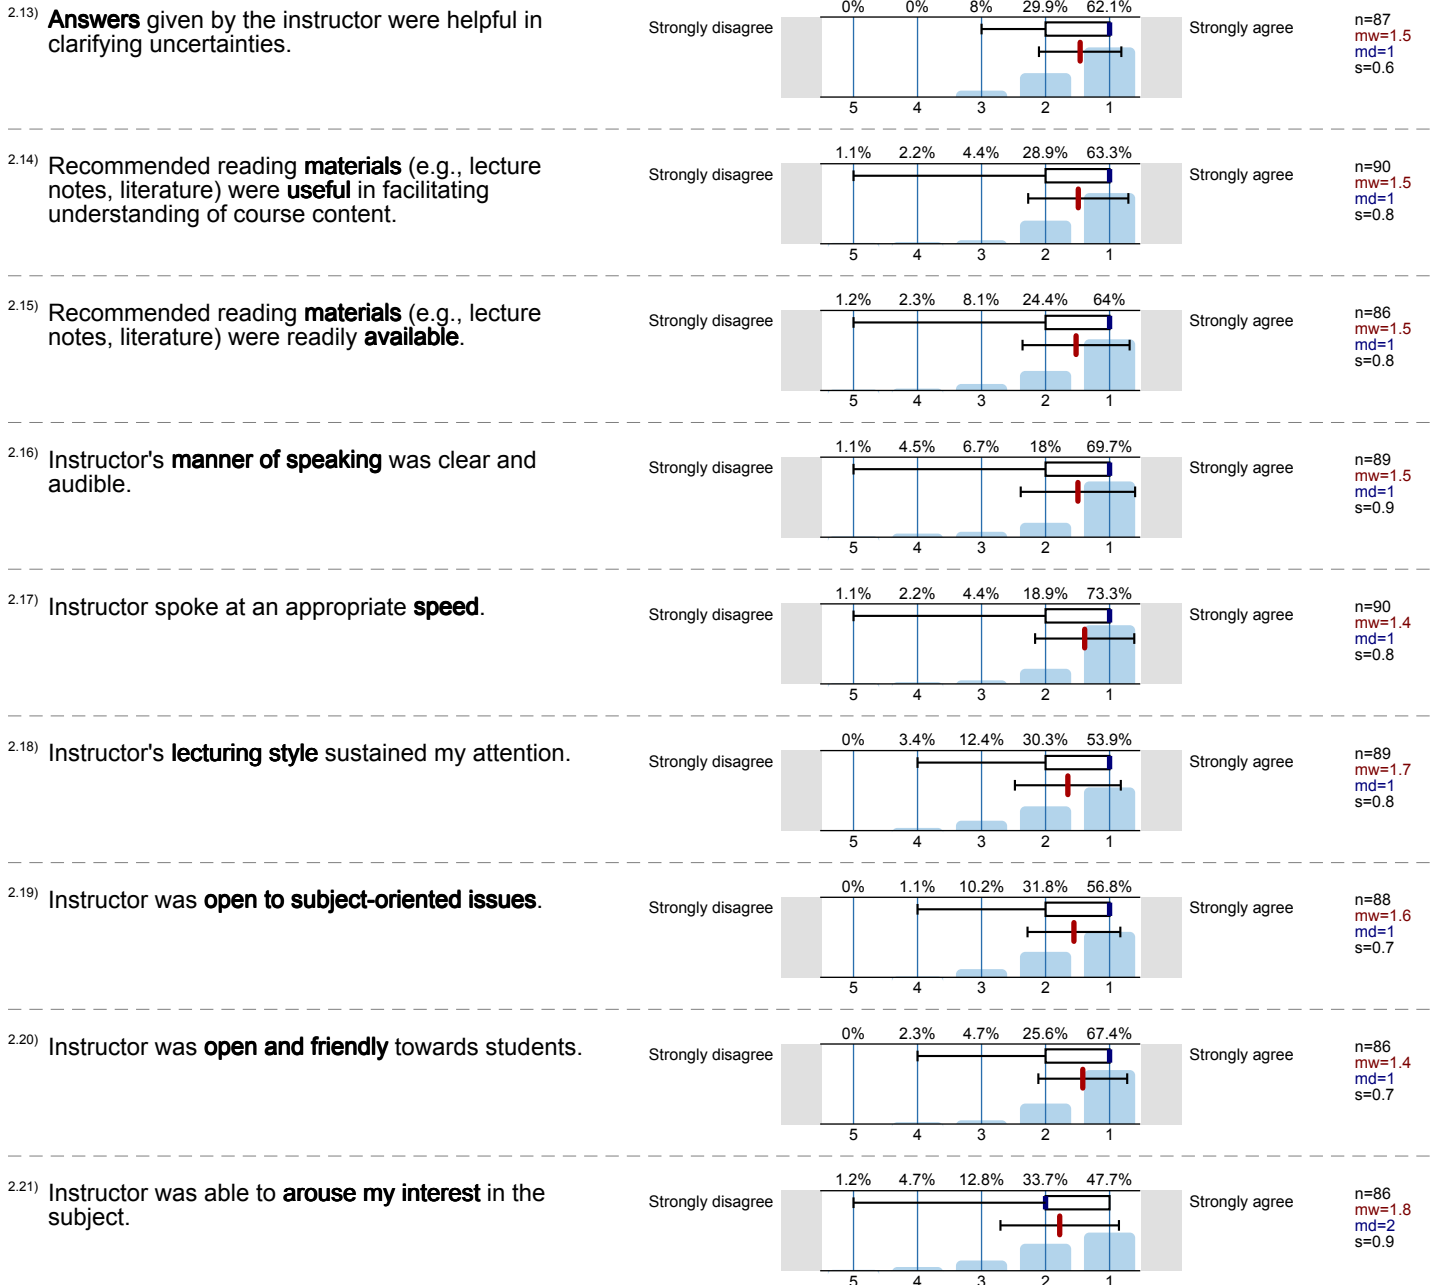 2.13) Answers given by the instructor were helpful in
clarifying uncertainties.
Strongly disagree
0% 0% 8% 29.9% 62.1%
5 4 3 2 1
Strongly agree
n=87
mw=1.5
md=1
s=0.6
2.14) Recommended reading materials (e.g., lecture
notes, literature) were useful in facilitating
understanding of course content.
Strongly disagree
1.1% 2.2% 4.4% 28.9% 63.3%
5 4 3 2 1
Strongly agree
n=90
mw=1.5
md=1
s=0.8
2.15) Recommended reading materials (e.g., lecture
notes, literature) were readily available.
Strongly disagree
1.2% 2.3% 8.1% 24.4% 64%
5 4 3 2 1
Strongly agree
n=86
mw=1.5
md=1
s=0.8
2.16) Instructor's manner of speaking was clear and
audible.
Strongly disagree
1.1% 4.5% 6.7% 18% 69.7%
5 4 3 2 1
Strongly agree
n=89
mw=1.5
md=1
s=0.9
2.17) Instructor spoke at an appropriate speed.
Strongly disagree
1.1% 2.2% 4.4% 18.9% 73.3%
5 4 3 2 1
Strongly agree
n=90
mw=1.4
md=1
s=0.8
2.18) Instructor's lecturing style sustained my attention.
Strongly disagree
0% 3.4% 12.4% 30.3% 53.9%
5 4 3 2 1
Strongly agree
n=89
mw=1.7
md=1
s=0.8
2.19) Instructor was open to subject-oriented issues.
Strongly disagree
0% 1.1% 10.2% 31.8% 56.8%
5 4 3 2 1
Strongly agree
n=88
mw=1.6
md=1
s=0.7
2.20) Instructor was open and friendly towards students.
Strongly disagree
0% 2.3% 4.7% 25.6% 67.4%
5 4 3 2 1
Strongly agree
n=86
mw=1.4
md=1
s=0.7
2.21) Instructor was able to arouse my interest in the
subject.
Strongly disagree
1.2% 4.7% 12.8% 33.7% 47.7%
5 4 3 2 1
Strongly agree
n=86
mw=1.8
md=2
s=0.9